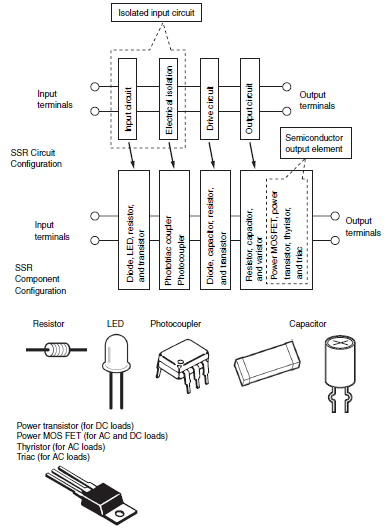 Isolated input circuit
Input
terminals
Input circuit
Electrical isolation
Drive circuit
Output circuit
Output
terminals
SSR Circuit
Configuration
Semiconductor
output element
Input
terminals
Diode, LED, resistor,
and transistor
Phototriac coupler
Photocoupler
Diode, capacitor, resistor,
and transistor
Resistor, capacitor,
and varistor
Power MOSFET, power
transistor, thyristor,
and triac
Output
terminals
SSR
Component
Configuration
Resistor
LED
Photocoupler
Capacitor
Power transistor (for DC loads)
Power MOS FET (for AC and DC loads)
Thyristor (for AC loads)
Triac (for AC loads)